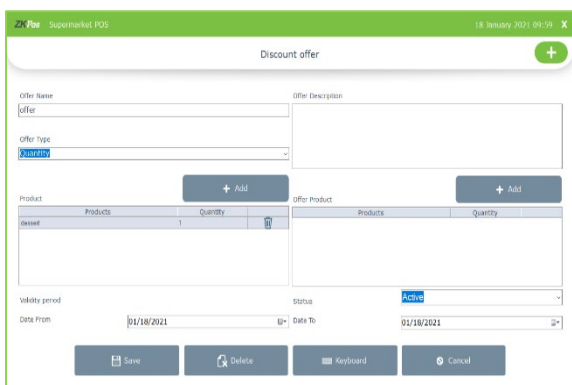 ZKPos Supermarket POS 18 January 2021 09:59 X
Discount offer
+
Offer Name Offer Description
offer
Offer Type
Quantity
+ Add + Add
Product Offer Product
Products Quantity Products Quantity
1
Validity period Status Active
Date From 01/18/2021 Date To 01/18/2021
Save Delete Keyboard Cancel